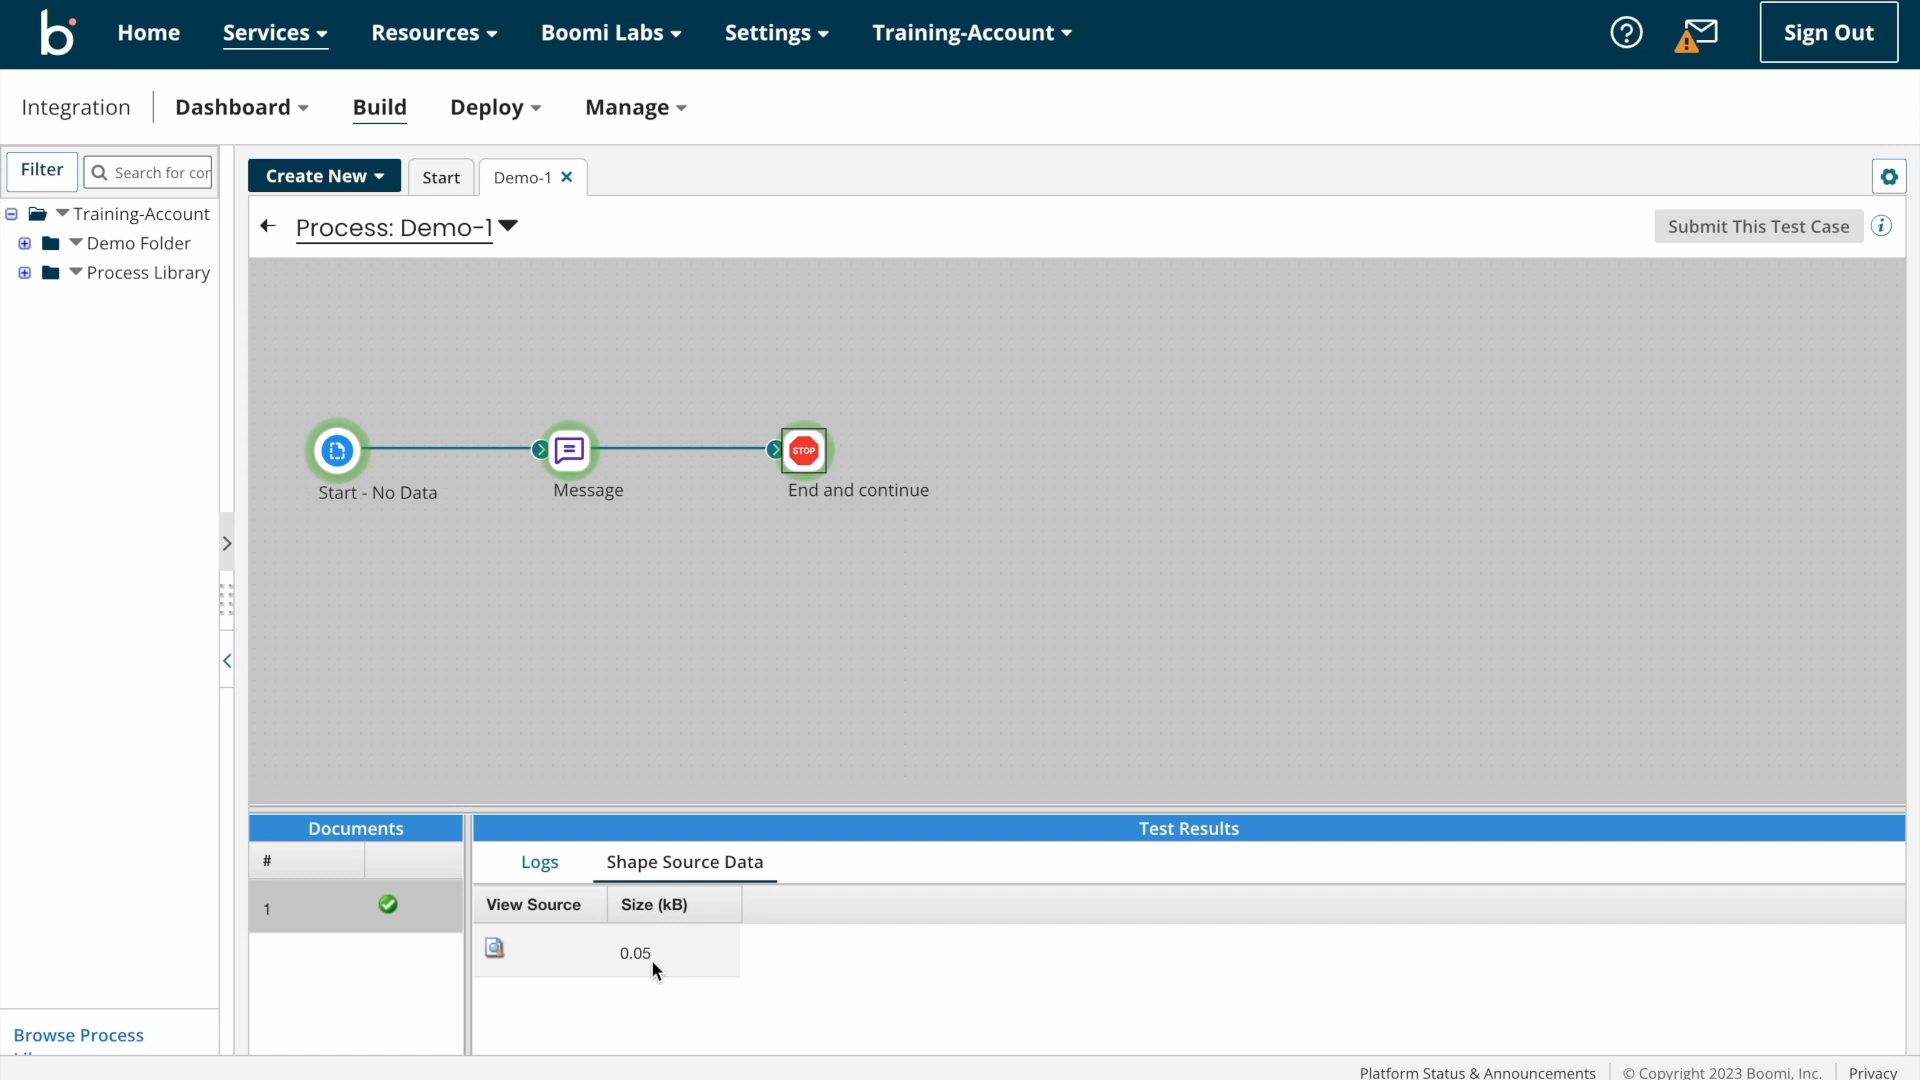 Home Services Resources Boomi Labs Settings Training-Account Sign Out
Integration Dashboard Build Deploy Manage
Filter Search for cor
Create New Start Demo-1
Training-Account
Demo Folder
Process Library
Process: Demo-1 Submit This Test Case
STOP
Start - No Data Message End and continue
Documents Test Results
# Logs Shape Source Data
View Source Size (kB)
1 0.05
Browse Process
Platform Status & Announcements © Copyright 2023 Boomi, Inc. Privacy